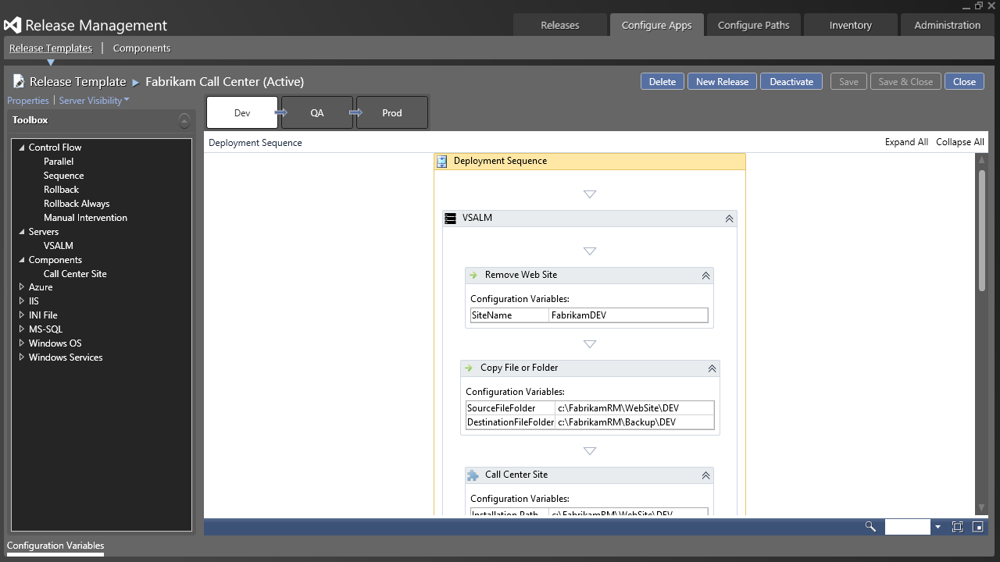 Release Management
Releases
Configure Apps
Configure Paths
Inventory
Administration
Release Templates | Components
Release Template ▸ Fabrikam Call Center (Active)
Delete
New Release
Deactivate
Save
Save & Close
Close
Properties | Server Visibility
Toolbox
Control Flow
Parallel
Sequence
Rollback
Rollback Always
Manual Intervention
Servers
VSALM
Components
Call Center Site
Azure
IIS
INI File
MS-SQL
Windows OS
Windows Services
Dev
QA
Prod
Deployment Sequence
Expand All Collapse All
Deployment Sequence
VSALM
Remove Web Site
Configuration Variables:
SiteName FabrikamDEV
Copy File or Folder
Configuration Variables:
SourceFileFolder c:\FabrikamRM\WebSite\DEV
DestinationFileFolder c:\FabrikamRM\Backup\DEV
Call Center Site
Configuration Variables:
Installation Path c:\FabrikamRM\WebSite\DEV
Configuration Variables